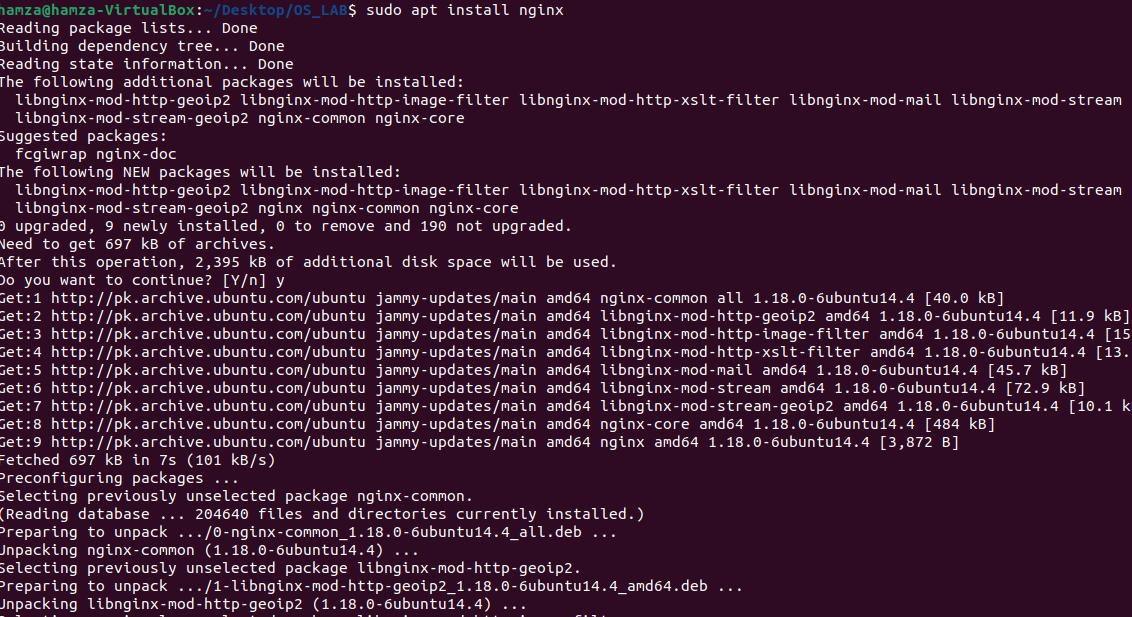 hamza@hamza-VirtualBox:~/Desktop/OS_LAB$ sudo apt install nginx
Reading package lists... Done
Building dependency tree... Done
Reading state information... Done
The following additional packages will be installed:
  libnginx-mod-http-geoip2 libnginx-mod-http-image-filter libnginx-mod-http-xslt-filter libnginx-mod-mail libnginx-mod-stream
  libnginx-mod-stream-geoip2 nginx-common nginx-core
Suggested packages:
  fcgiwrap nginx-doc
The following NEW packages will be installed:
  libnginx-mod-http-geoip2 libnginx-mod-http-image-filter libnginx-mod-http-xslt-filter libnginx-mod-mail libnginx-mod-stream
  libnginx-mod-stream-geoip2 nginx nginx-common nginx-core
0 upgraded, 9 newly installed, 0 to remove and 190 not upgraded.
Need to get 697 kB of archives.
After this operation, 2,395 kB of additional disk space will be used.
Do you want to continue? [Y/n] y
Get:1 http://pk.archive.ubuntu.com/ubuntu jammy-updates/main amd64 nginx-common all 1.18.0-6ubuntu14.4 [40.0 kB]
Get:2 http://pk.archive.ubuntu.com/ubuntu jammy-updates/main amd64 libnginx-mod-http-geoip2 amd64 1.18.0-6ubuntu14.4 [11.9 kB]
Get:3 http://pk.archive.ubuntu.com/ubuntu jammy-updates/main amd64 libnginx-mod-http-image-filter amd64 1.18.0-6ubuntu14.4 [15
Get:4 http://pk.archive.ubuntu.com/ubuntu jammy-updates/main amd64 libnginx-mod-http-xslt-filter amd64 1.18.0-6ubuntu14.4 [13.
Get:5 http://pk.archive.ubuntu.com/ubuntu jammy-updates/main amd64 libnginx-mod-mail amd64 1.18.0-6ubuntu14.4 [45.7 kB]
Get:6 http://pk.archive.ubuntu.com/ubuntu jammy-updates/main amd64 libnginx-mod-stream amd64 1.18.0-6ubuntu14.4 [72.9 kB]
Get:7 http://pk.archive.ubuntu.com/ubuntu jammy-updates/main amd64 libnginx-mod-stream-geoip2 amd64 1.18.0-6ubuntu14.4 [10.1 k
Get:8 http://pk.archive.ubuntu.com/ubuntu jammy-updates/main amd64 nginx-core amd64 1.18.0-6ubuntu14.4 [484 kB]
Get:9 http://pk.archive.ubuntu.com/ubuntu jammy-updates/main amd64 nginx amd64 1.18.0-6ubuntu14.4 [3,872 B]
Fetched 697 kB in 7s (101 kB/s)
Preconfiguring packages ...
Selecting previously unselected package nginx-common.
(Reading database ... 204640 files and directories currently installed.)
Preparing to unpack .../0-nginx-common_1.18.0-6ubuntu14.4_all.deb ...
Unpacking nginx-common (1.18.0-6ubuntu14.4) ...
Selecting previously unselected package libnginx-mod-http-geoip2.
Preparing to unpack .../1-libnginx-mod-http-geoip2_1.18.0-6ubuntu14.4_amd64.deb ...
Unpacking libnginx-mod-http-geoip2 (1.18.0-6ubuntu14.4) ...